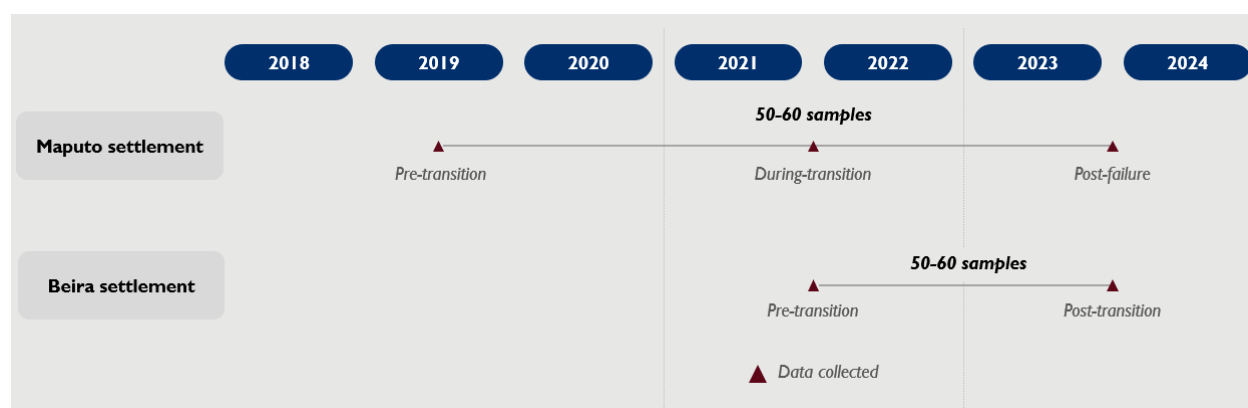 2018 2019 2020 2021 2022 2023 2024
50-60 samples
Maputo settlement
Pre-transition During-transition Post-failure
50-60 samples
Beira settlement
Pre-transition Post-transition
Data collected